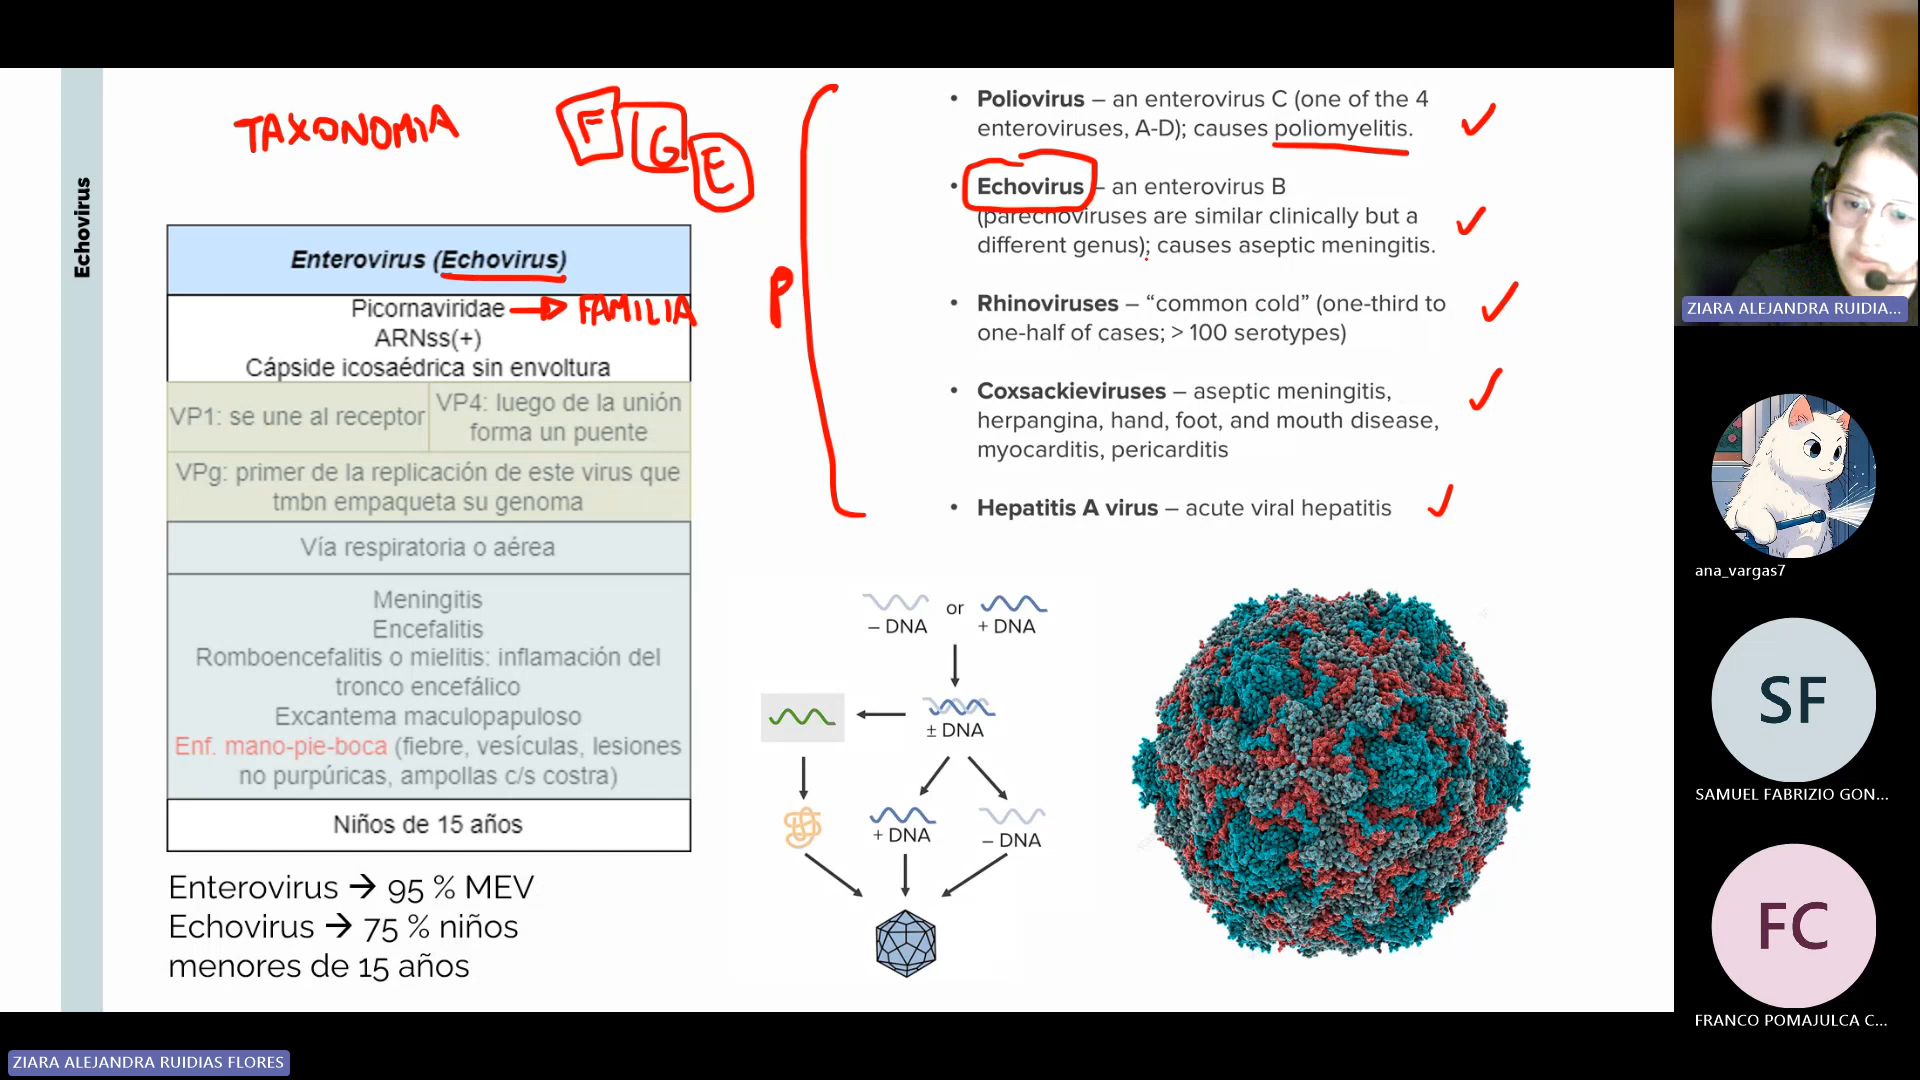 Echovirus
TAXONOMIA
F
G
E
Enterovirus (Echovirus)
Picornaviridae
FAMILIA
ARNss(+)
Cápside icosaédrica sin envoltura
VP1: se une al receptor
VP4: luego de la unión
forma un puente
VPg: primer de la replicación de este virus que
tmbn empaqueta su genoma
Vía respiratoria o aérea
Meningitis
Encefalitis
Romboencefalitis o mielitis: inflamación del
tronco encefálico
Excantema maculopapuloso
Enf. mano-pie-boca (fiebre, vesículas, lesiones
no purpúricas, ampollas c/s costra)
Niños de 15 años
Enterovirus → 95 % MEV
Echovirus → 75 % niños
menores de 15 años
P
• Poliovirus – an enterovirus C (one of the 4
enteroviruses, A-D); causes poliomyelitis.
• Echovirus – an enterovirus B
(parechoviruses are similar clinically but a
different genus); causes aseptic meningitis.
• Rhinoviruses – “common cold” (one-third to
one-half of cases; > 100 serotypes)
• Coxsackieviruses – aseptic meningitis,
herpangina, hand, foot, and mouth disease,
myocarditis, pericarditis
• Hepatitis A virus – acute viral hepatitis
– DNA
or
+ DNA
± DNA
+ DNA
– DNA
ZIARA ALEJANDRA RUIDIA...
ana_vargas7
SF
SAMUEL FABRIZIO GON...
FC
FRANCO POMAJULCA C...
ZIARA ALEJANDRA RUIDIAS FLORES